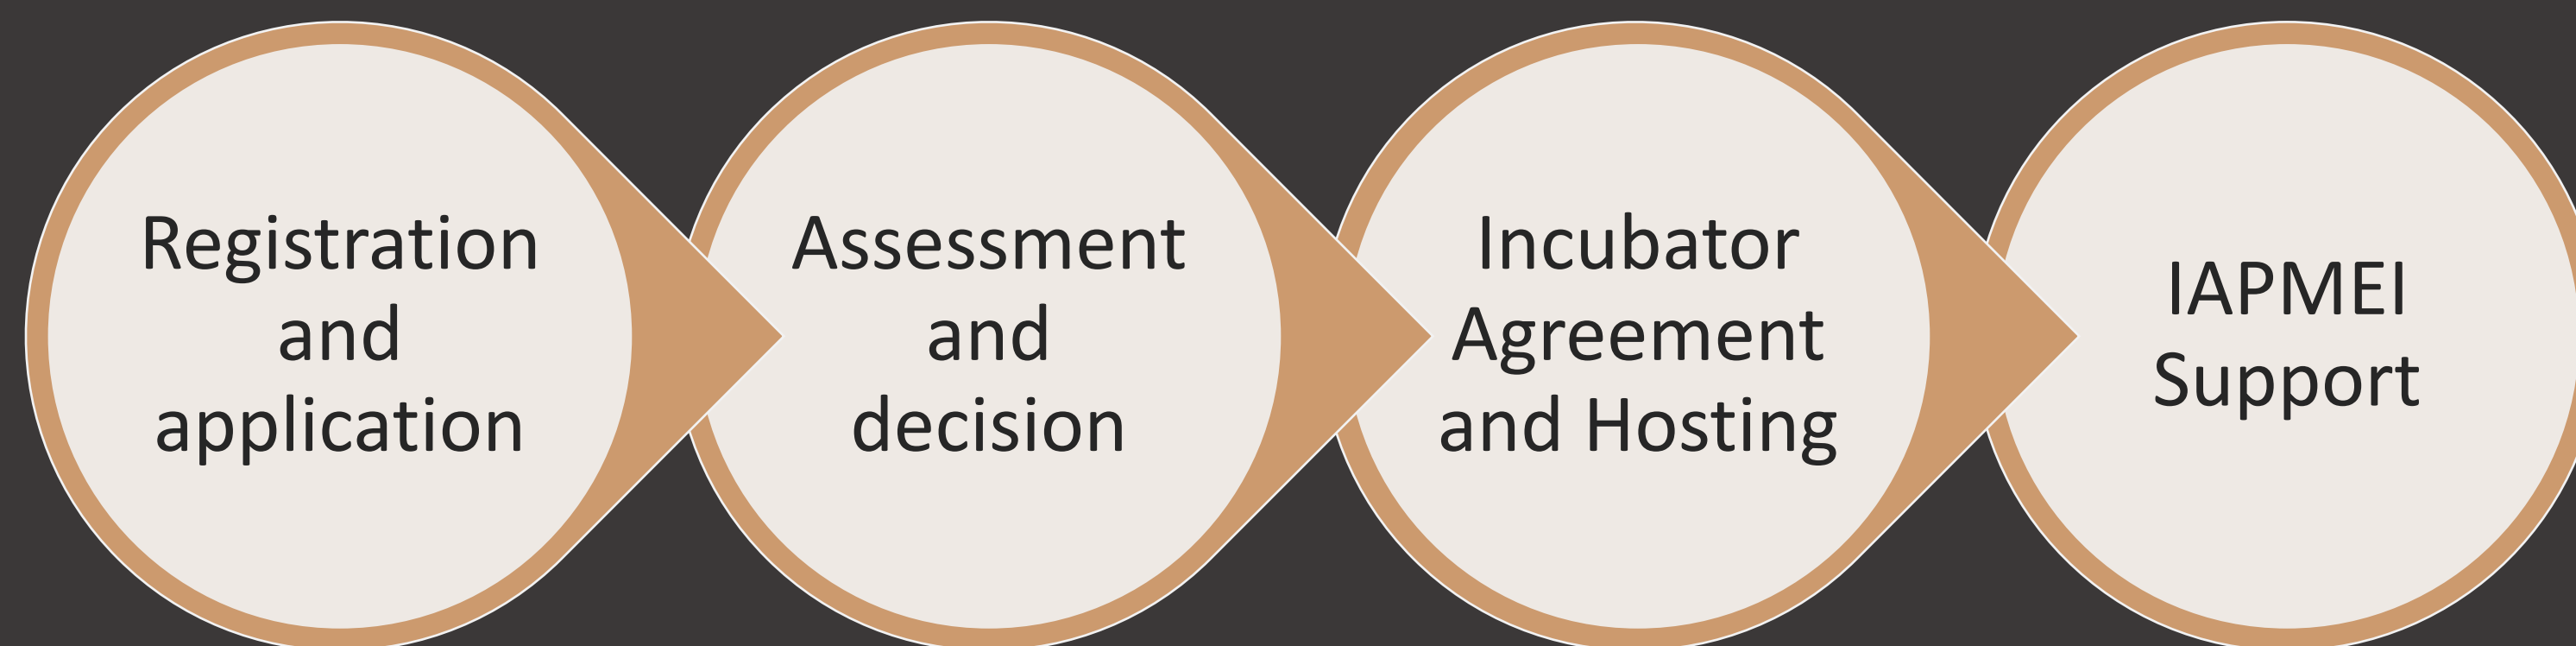 Registration
and
application
Assessment
and
decision
Incubator
Agreement
and Hosting
IAPMEI
Support